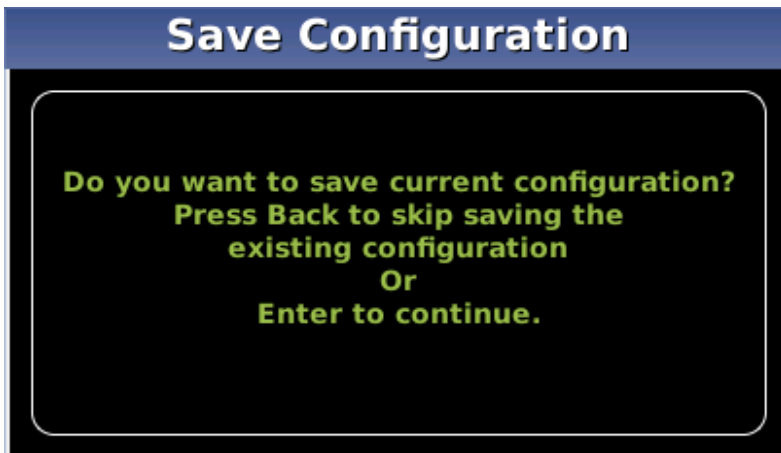 Save Configuration
Do you want to save current configuration?
Press Back to skip saving the
existing configuration
Or
Enter to continue.